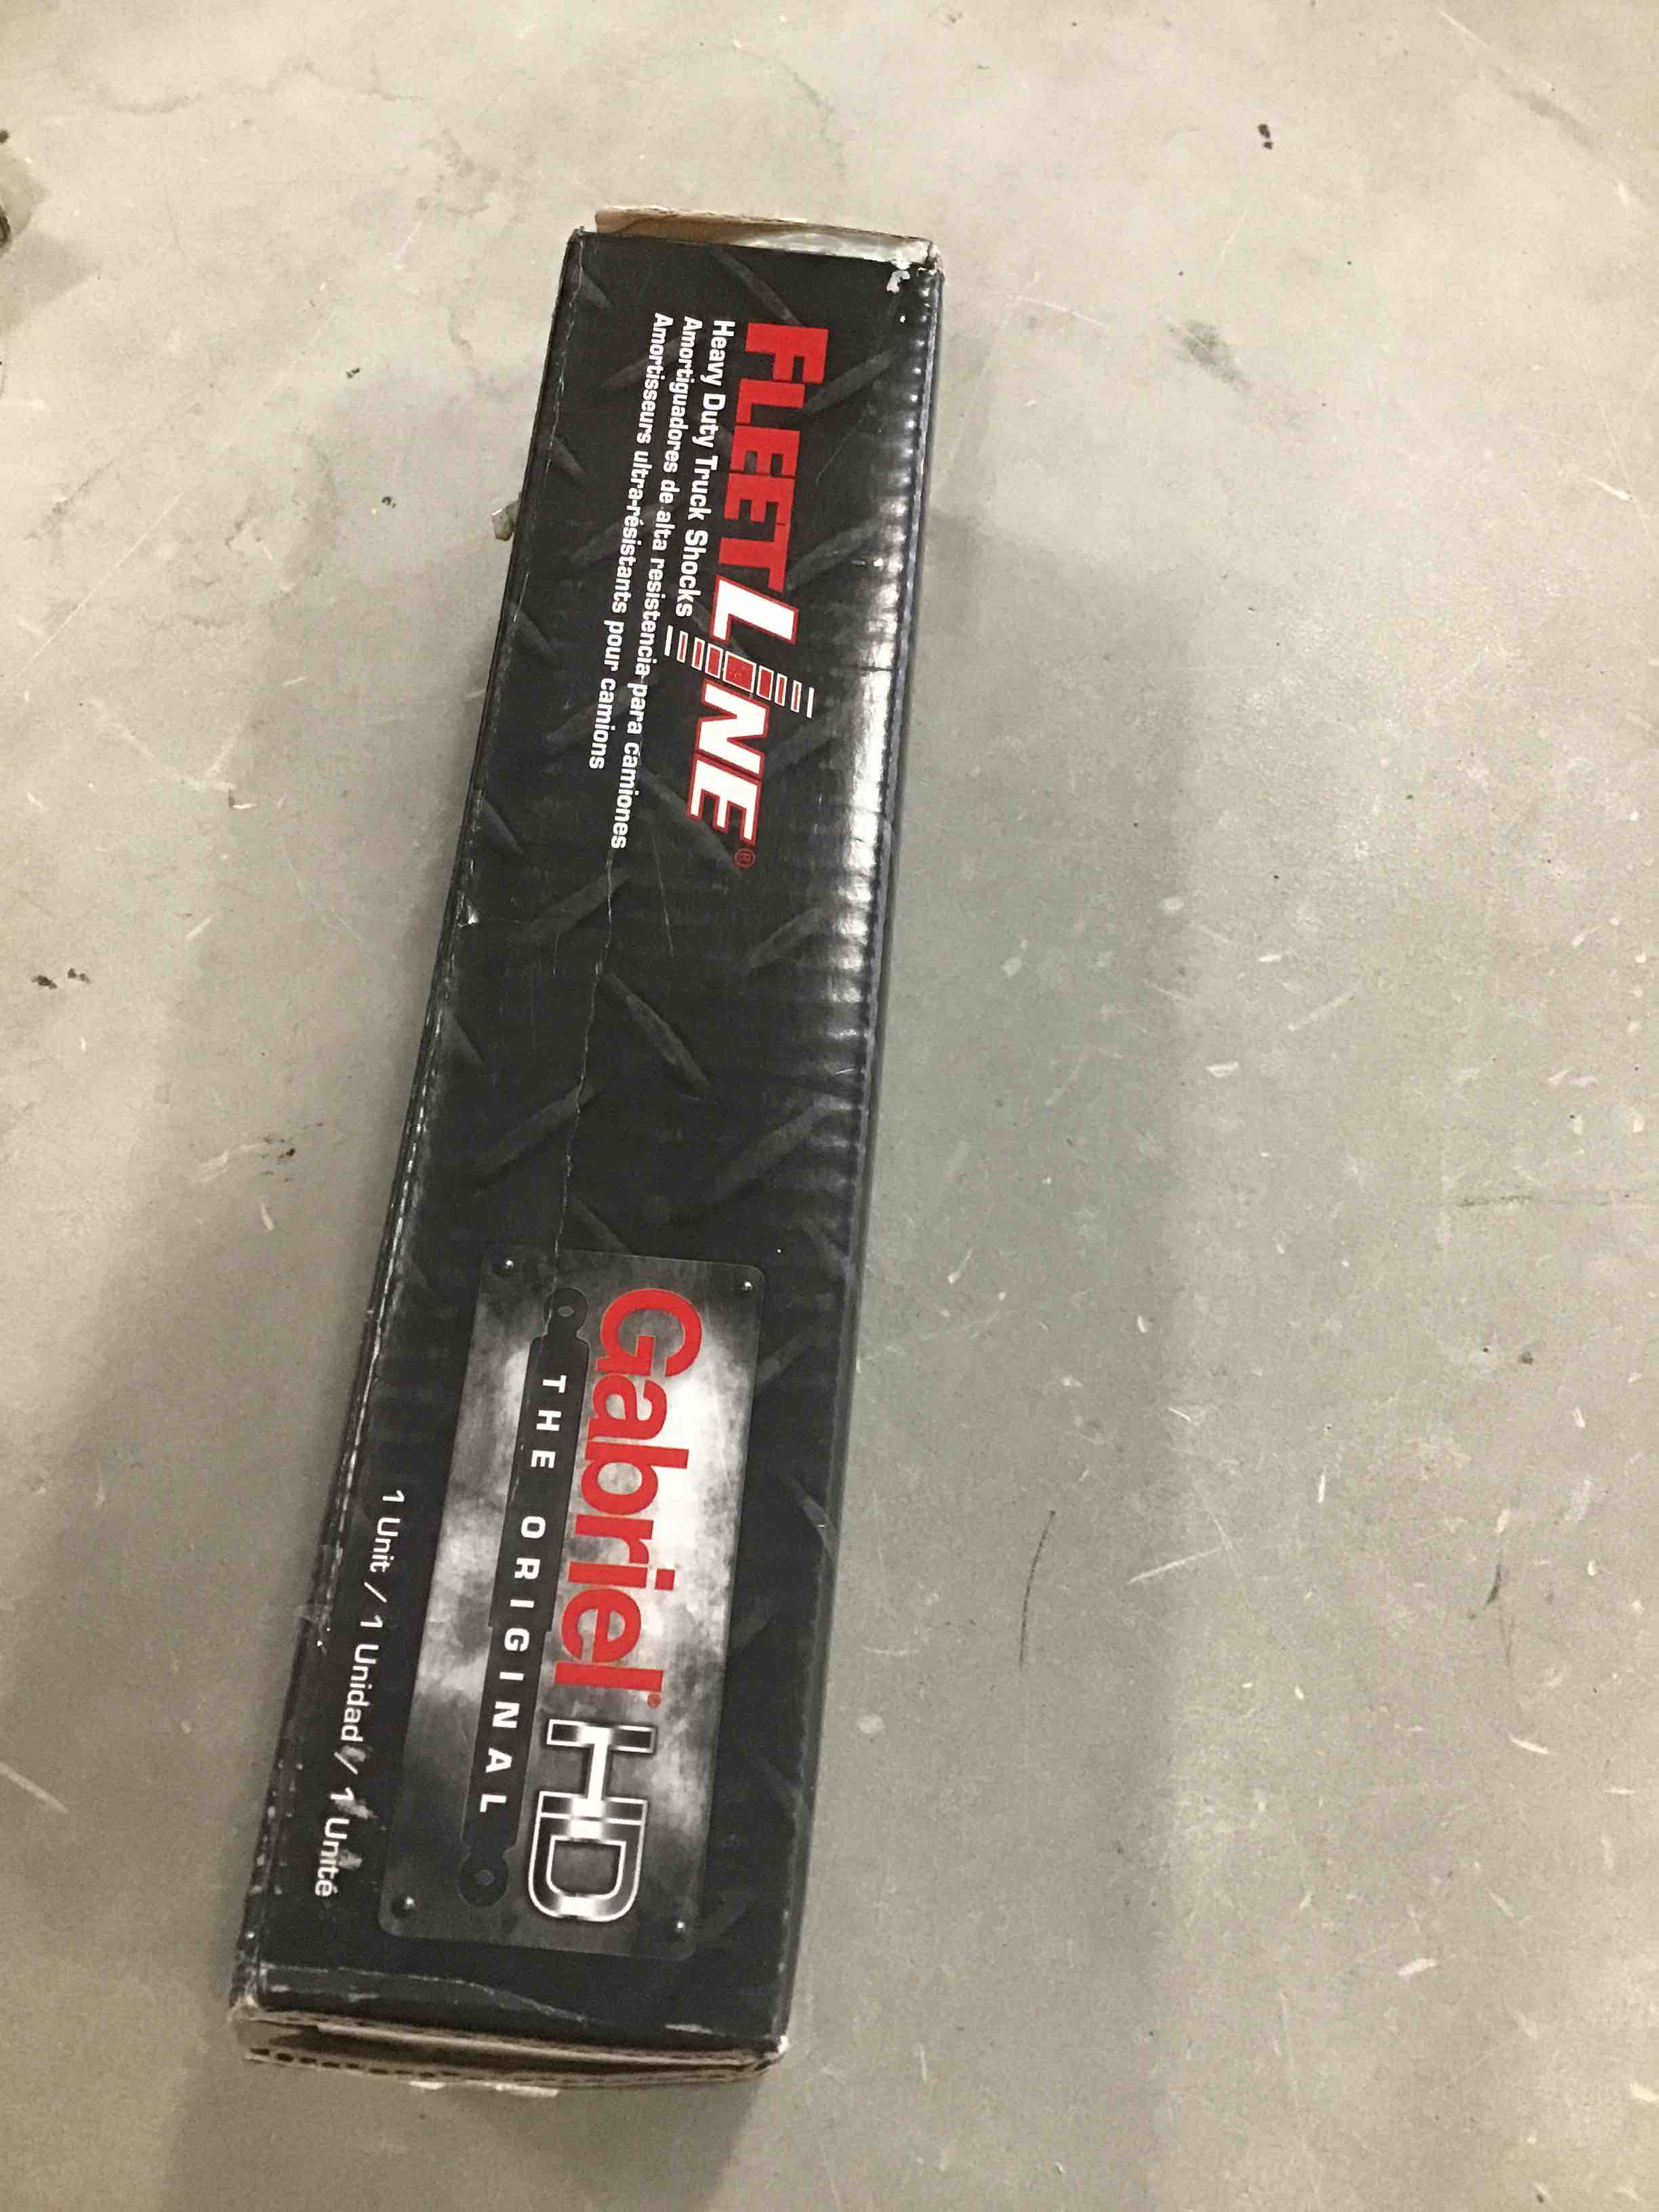 FLEETLINE®
Heavy Duty Truck Shocks
Amortiguadores de alta resistencia para camiones
Amortisseurs ultra-résistants pour camions
Gabriel® HD
THE ORIGINAL
1 Unit / 1 Unidad / 1 Unité